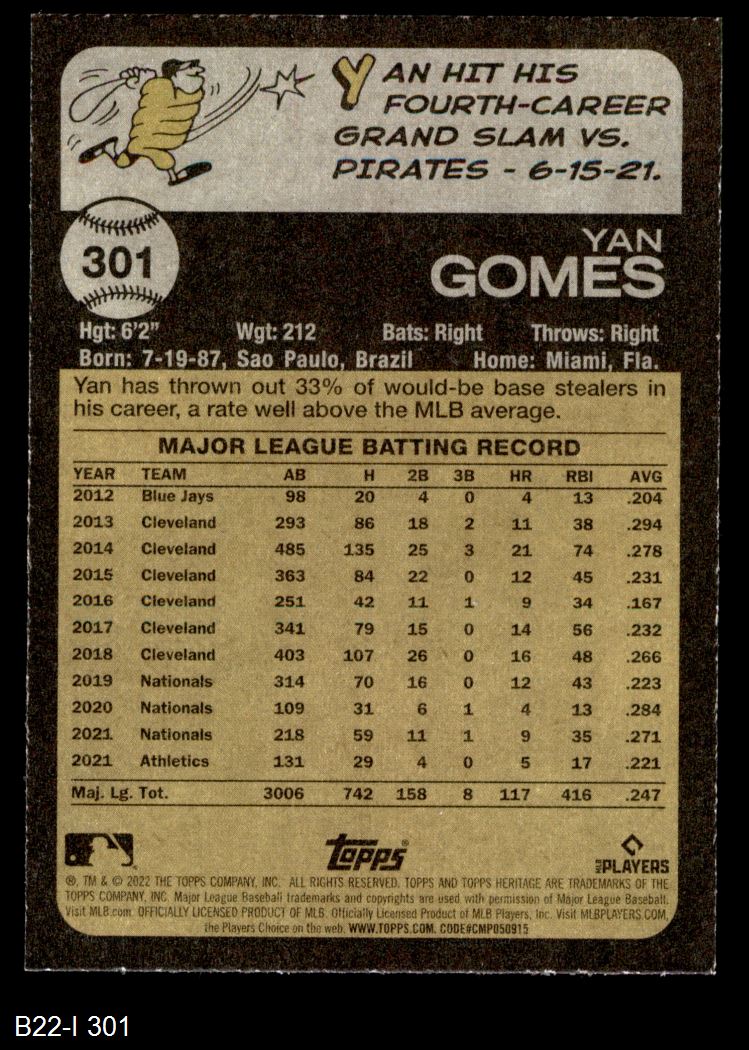 YAN HIT HIS
FOURTH-CAREER
GRAND SLAM VS.
PIRATES - 6-15-21.
301
YAN
GOMES
Hgt: 6'2" Wgt: 212 Bats: Right Throws: Right
Born: 7-19-87, Sao Paulo, Brazil Home: Miami, Fla.
Yan has thrown out 33% of would-be base stealers in
his career, a rate well above the MLB average.
MAJOR LEAGUE BATTING RECORD
YEAR TEAM AB H 2B 3B HR RBI AVG
2012 Blue Jays 98 20 4 0 4 13 .204
2013 Cleveland 293 86 18 2 11 38 .294
2014 Cleveland 485 135 25 3 21 74 .278
2015 Cleveland 363 84 22 0 12 45 .231
2016 Cleveland 251 42 11 1 9 34 .167
2017 Cleveland 341 79 15 0 14 56 .232
2018 Cleveland 403 107 26 0 16 48 .266
2019 Nationals 314 70 16 0 12 43 .223
2020 Nationals 109 31 6 1 4 13 .284
2021 Nationals 218 59 11 1 9 35 .271
2021 Athletics 131 29 4 0 5 17 .221
Maj. Lg. Tot. 3006 742 158 8 117 416 .247
Topps®
MLB PLAYERS
®, TM & © 2022 THE TOPPS COMPANY, INC. ALL RIGHTS RESERVED. TOPPS AND TOPPS HERITAGE ARE TRADEMARKS OF THE
TOPPS COMPANY, INC. Major League Baseball trademarks and copyrights are used with permission of Major League Baseball.
Visit MLB.com. OFFICIALLY LICENSED PRODUCT OF MLB. Officially Licensed Product of MLB Players, Inc. Visit MLBPLAYERS.COM,
the Players Choice on the web. WWW.TOPPS.COM. CODE#CMP050915
B22-I 301